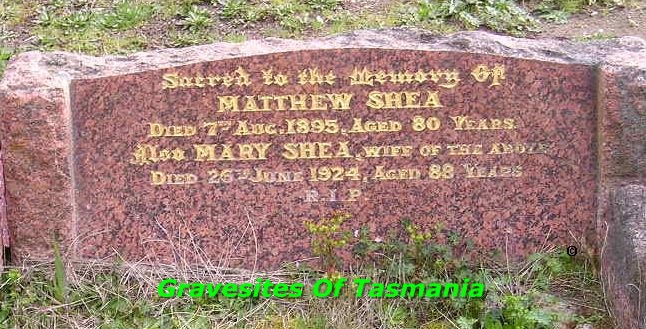 Sacred to the Memory Of
MATTHEW SHEA
DIED 7TH AUG. 1895, AGED 80 YEARS.
Also MARY SHEA, WIFE OF THE ABOVE
DIED 26TH JUNE 1924, AGED 88 YEARS
R.I.P.
©
Gravesites Of Tasmania